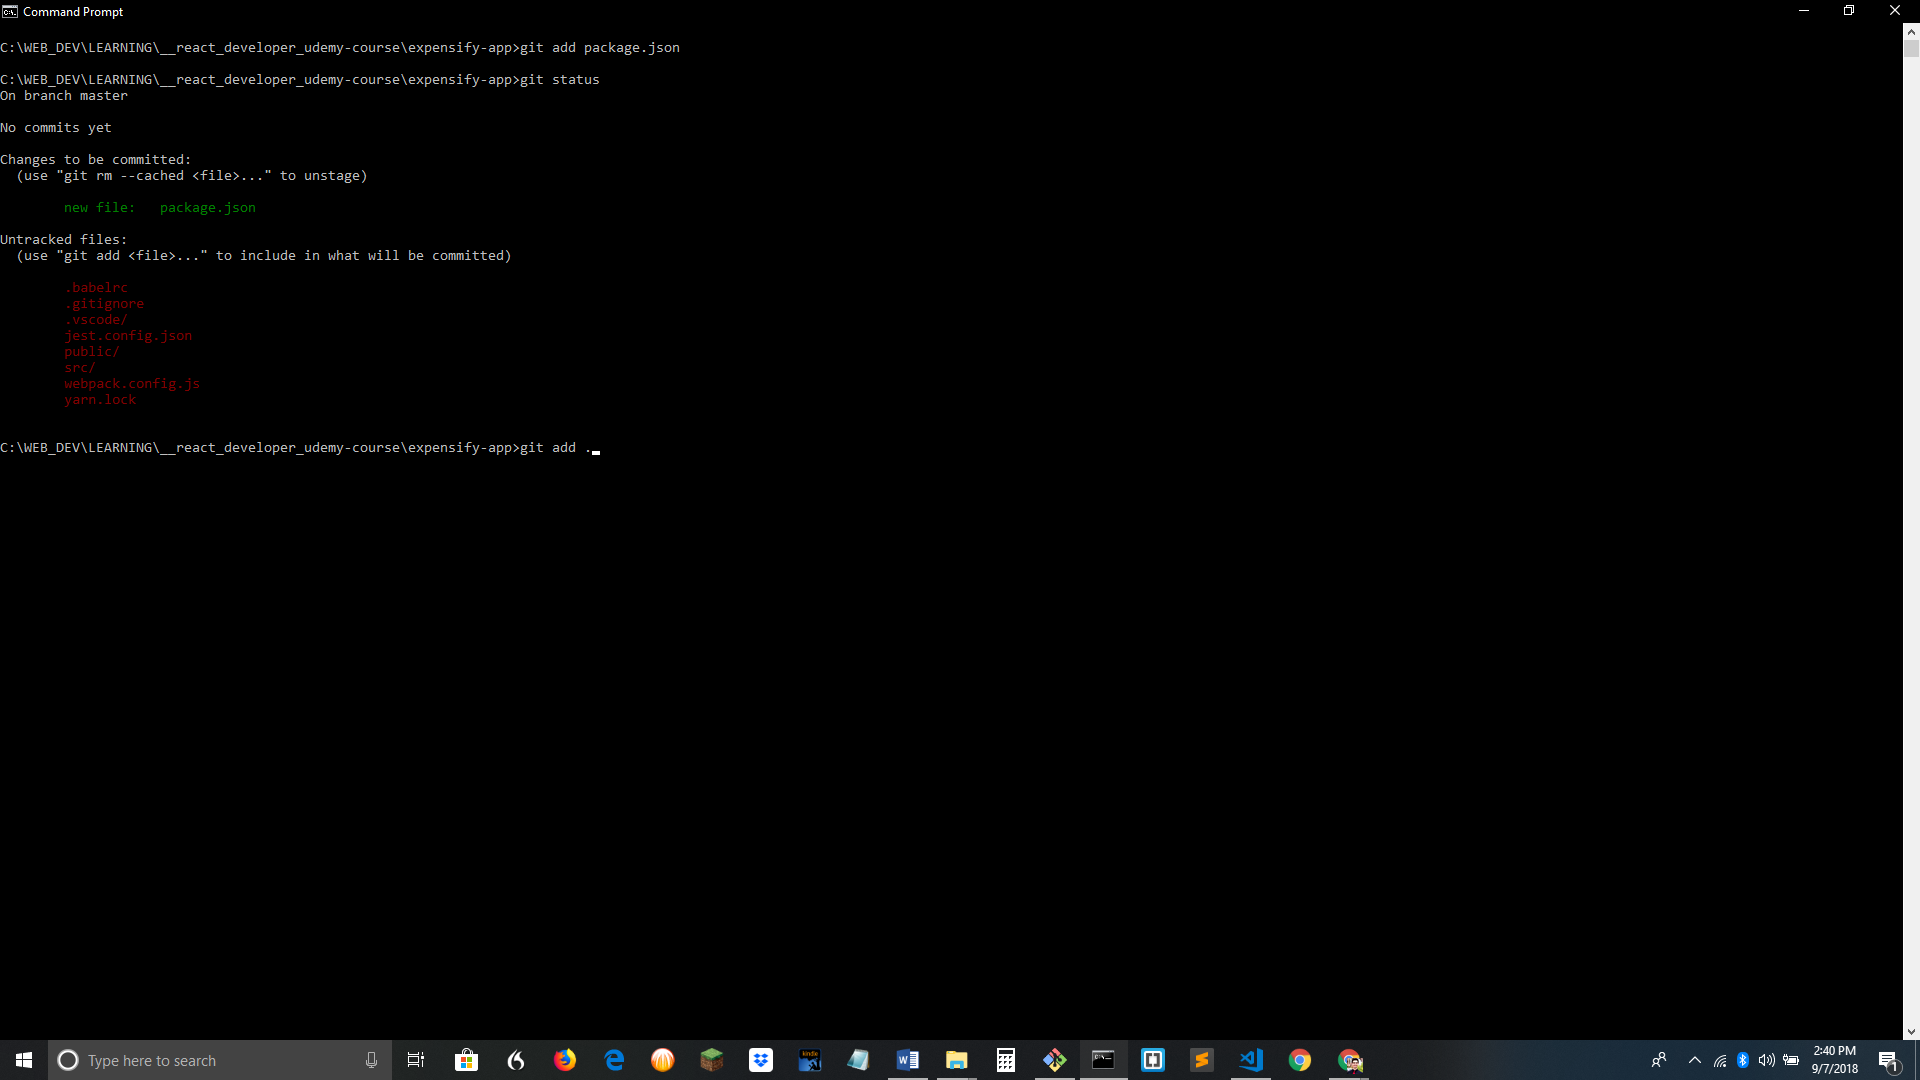 Command Prompt
C:\WEB_DEV\LEARNING\__react_developer_udemy-course\expensify-app>git add package.json
C:\WEB_DEV\LEARNING\__react_developer_udemy-course\expensify-app>git status
On branch master
No commits yet
Changes to be committed:
(use "git rm --cached <file>..." to unstage)
new file:   package.json
Untracked files:
(use "git add <file>..." to include in what will be committed)
.babelrc
.gitignore
.vscode/
jest.config.json
public/
src/
webpack.config.js
yarn.lock
C:\WEB_DEV\LEARNING\__react_developer_udemy-course\expensify-app>git add .
Type here to search
kindle
2:40 PM
9/7/2018
1